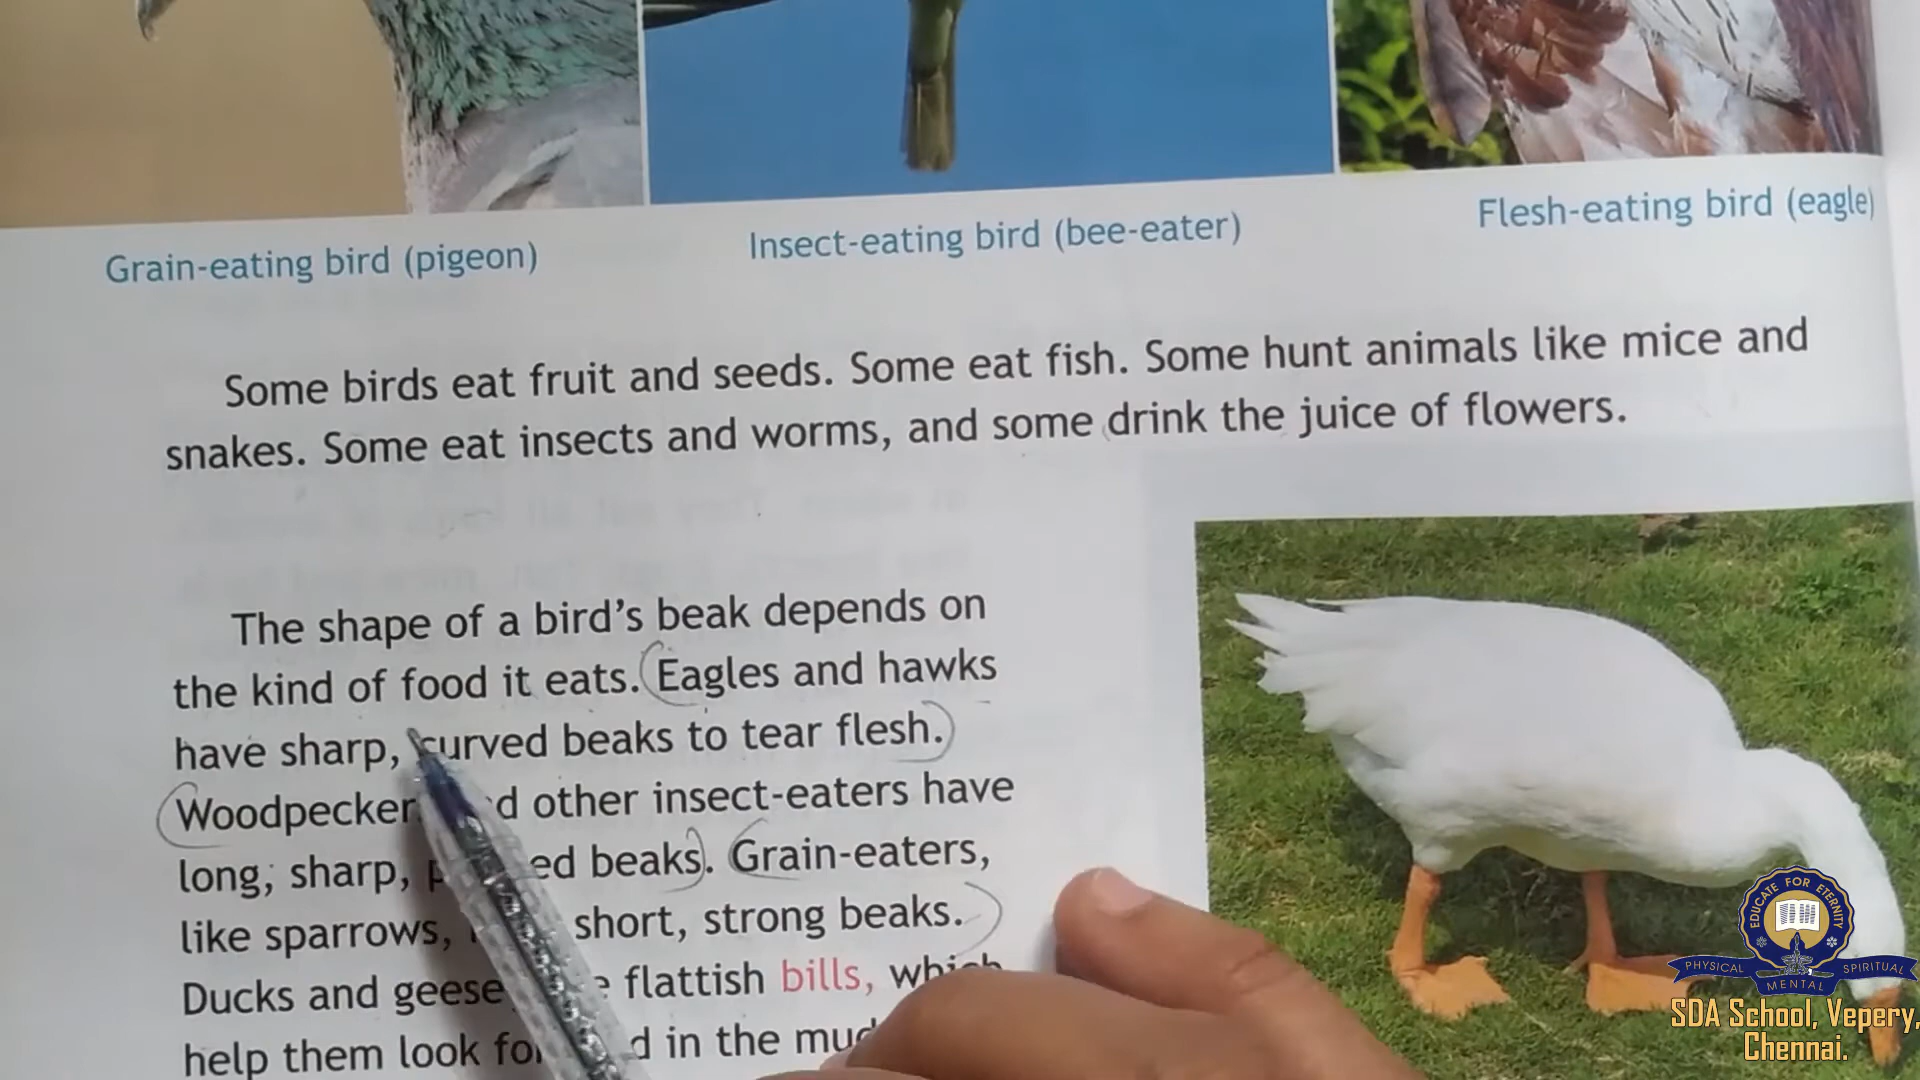 Grain-eating bird (pigeon)
Insect-eating bird (bee-eater)
Flesh-eating bird (eagle)
Some birds eat fruit and seeds. Some eat fish. Some hunt animals like mice and
snakes. Some eat insects and worms, and some drink the juice of flowers.
The shape of a bird's beak depends on
the kind of food it eats. Eagles and hawks
have sharp, curved beaks to tear flesh.
Woodpecker other insect-eaters have
long, sharp, beaks. Grain-eaters,
like sparrows, short, strong beaks.
Ducks and geese flattish bills, which
help them look in the
EDUCATE FOR ETERNITY
PHYSICAL MENTAL SPIRITUAL
SDA School, Vepery,
Chennai.